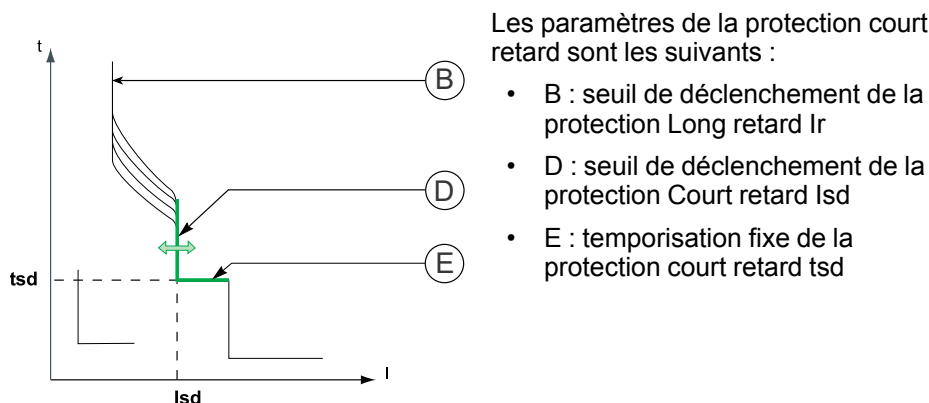 t
B
D
E
tsd
I
Isd
Les paramètres de la protection court
retard sont les suivants :
• B : seuil de déclenchement de la
protection Long retard Ir
• D : seuil de déclenchement de la
protection Court retard Isd
• E : temporisation fixe de la
protection court retard tsd